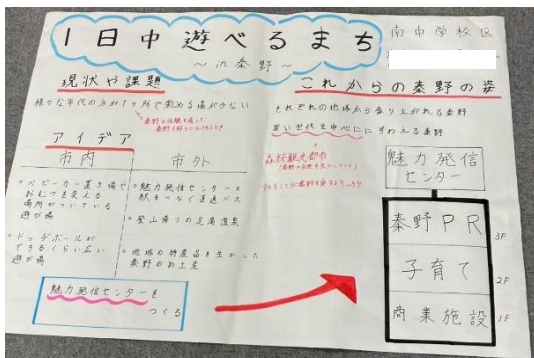 1日中遊べるまち
〜in秦野〜
南中学校区
現状や課題
様々な年代の方が1ヶ所で楽しめる場が少ない
アイデア
市内
市外
・ベビーカー置き場や
おむつを変える
場所がついている
遊び場
・ドッチボールが
できるくらい広い
遊び場
・魅力発信センターと
駅をつなぐ直通バス
・登山帰りの足湯温泉
・地域の特産品を生かした
秦野のお土産
魅力発信センターを
つくる
これからの秦野の姿
それぞれの地域から盛り上がれる秦野
若い世代を中心ににぎわえる秦野
森林観光都市
魅力発信
センター
秦野PR
3F
子育て
2F
商業施設
1F